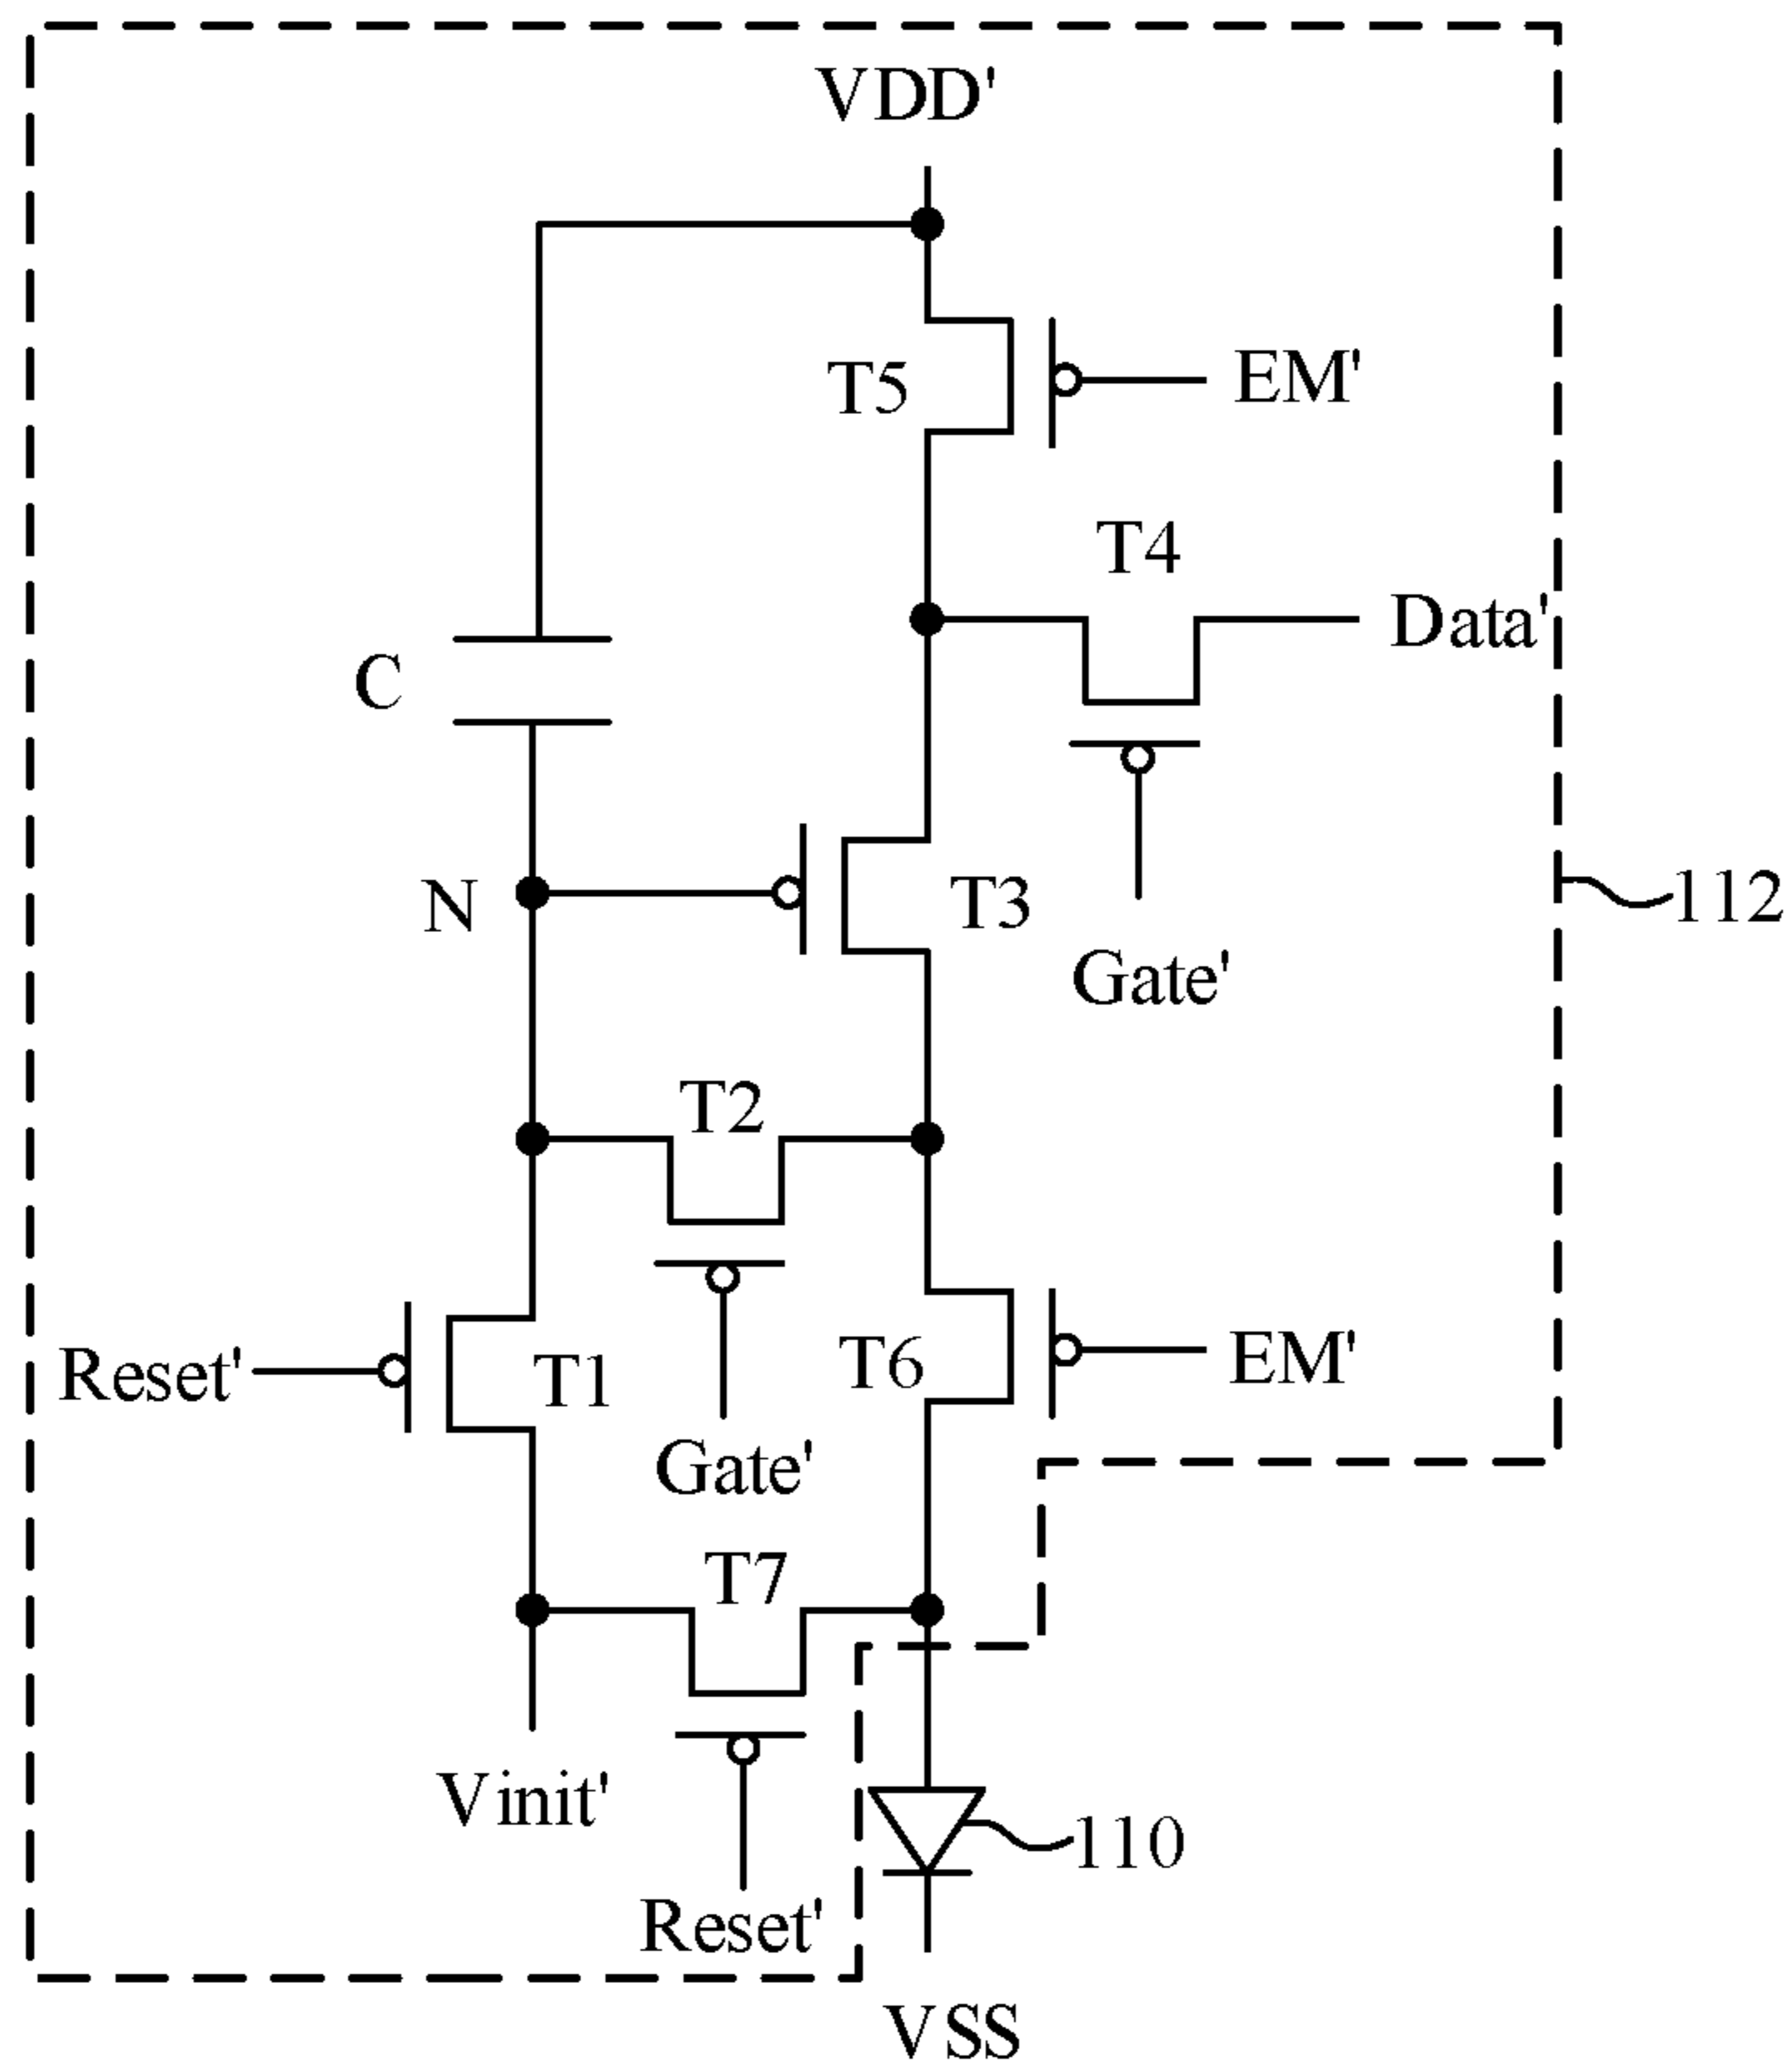 VDD'
T5
EM'
T4
Data'
C
N
T3
112
Gate'
T2
Reset'
T1
T6
EM'
Gate'
T7
Vinit'
110
Reset'
VSS